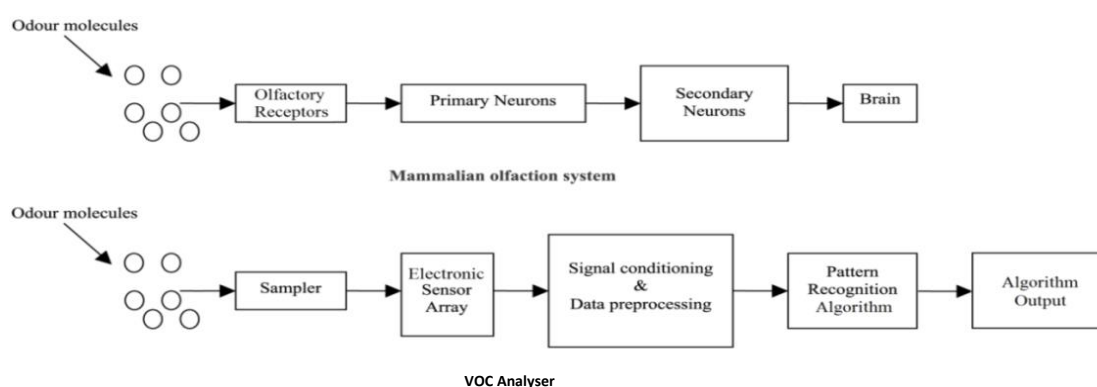 Odour molecules
Olfactory
Receptors
Primary Neurons
Secondary
Neurons
Brain
Mammalian olfaction system
Odour molecules
Sampler
Electronic
Sensor
Array
Signal conditioning
&
Data preprocessing
Pattern
Recognition
Algorithm
Algorithm
Output
VOC Analyser